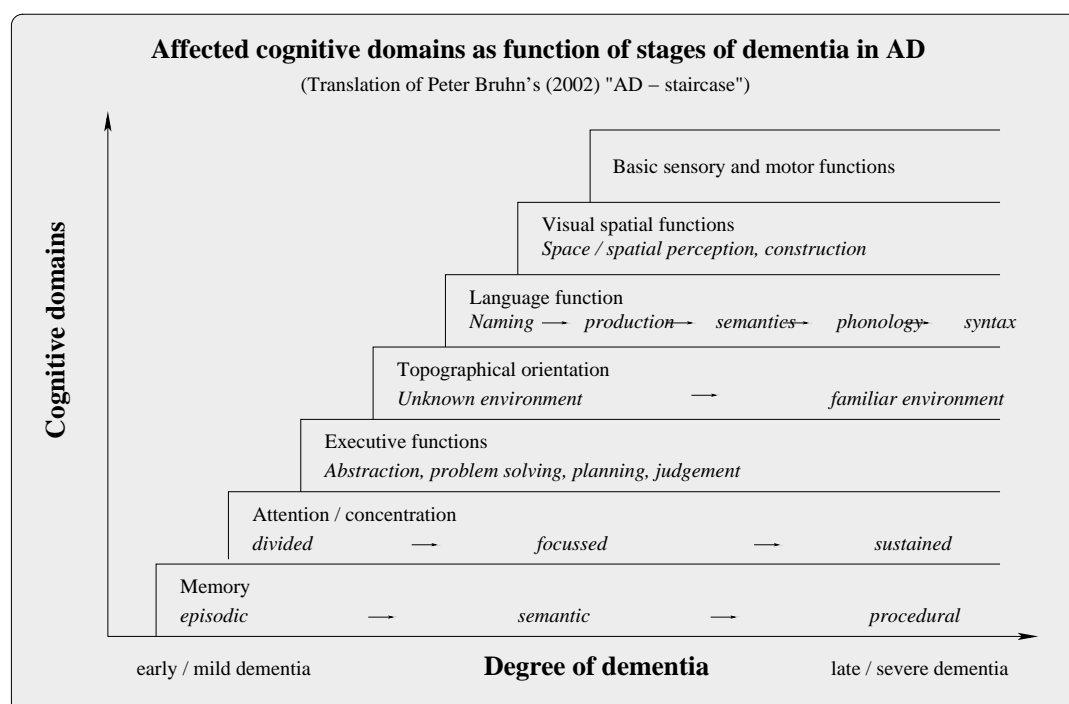 Affected cognitive domains as function of stages of dementia in AD
(Translation of Peter Bruhn's (2002) "AD – staircase")
Cognitive domains
Basic sensory and motor functions
Visual spatial functions
Space / spatial perception, construction
Language function
Naming → production → semantics → phonology → syntax
Topographical orientation
Unknown environment → familiar environment
Executive functions
Abstraction, problem solving, planning, judgement
Attention / concentration
divided → focussed → sustained
Memory
episodic → semantic → procedural
early / mild dementia Degree of dementia late / severe dementia